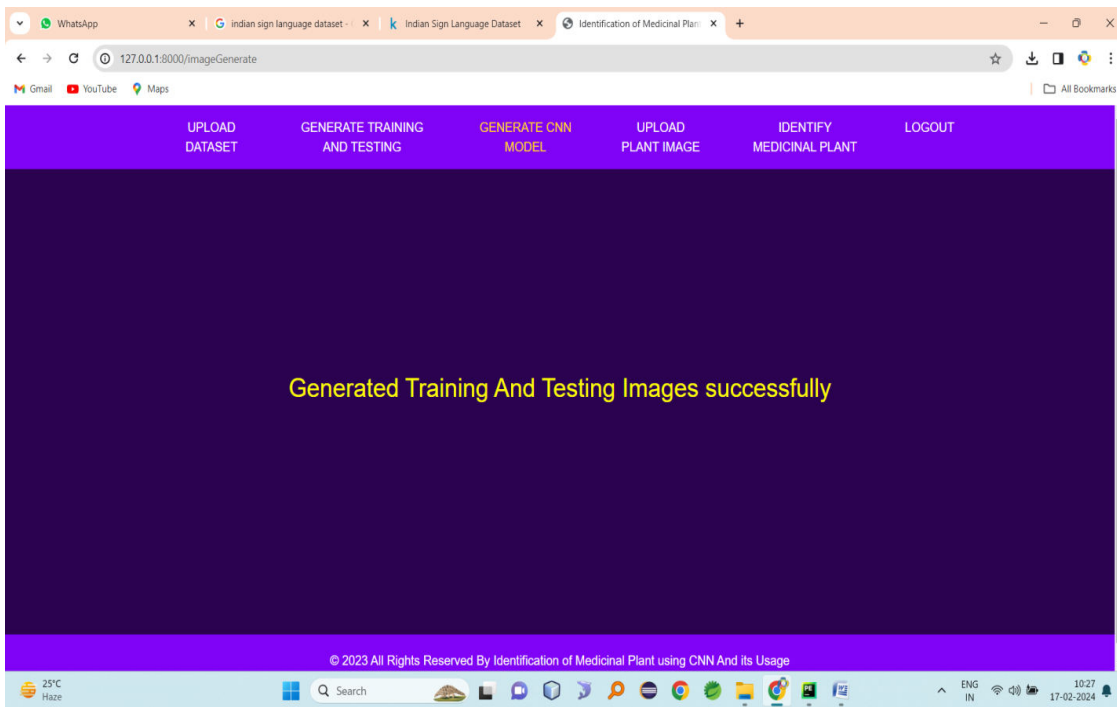 WhatsApp
indian sign language dataset -
Indian Sign Language Dataset
Identification of Medicinal Plan
127.0.0.1:8000/imageGenerate
Gmail
YouTube
Maps
All Bookmarks
UPLOAD
DATASET
GENERATE TRAINING
AND TESTING
GENERATE CNN
MODEL
UPLOAD
PLANT IMAGE
IDENTIFY
MEDICINAL PLANT
LOGOUT
Generated Training And Testing Images successfully
© 2023 All Rights Reserved By Identification of Medicinal Plant using CNN And its Usage
25°C
Haze
Search
ENG
IN
10:27
17-02-2024